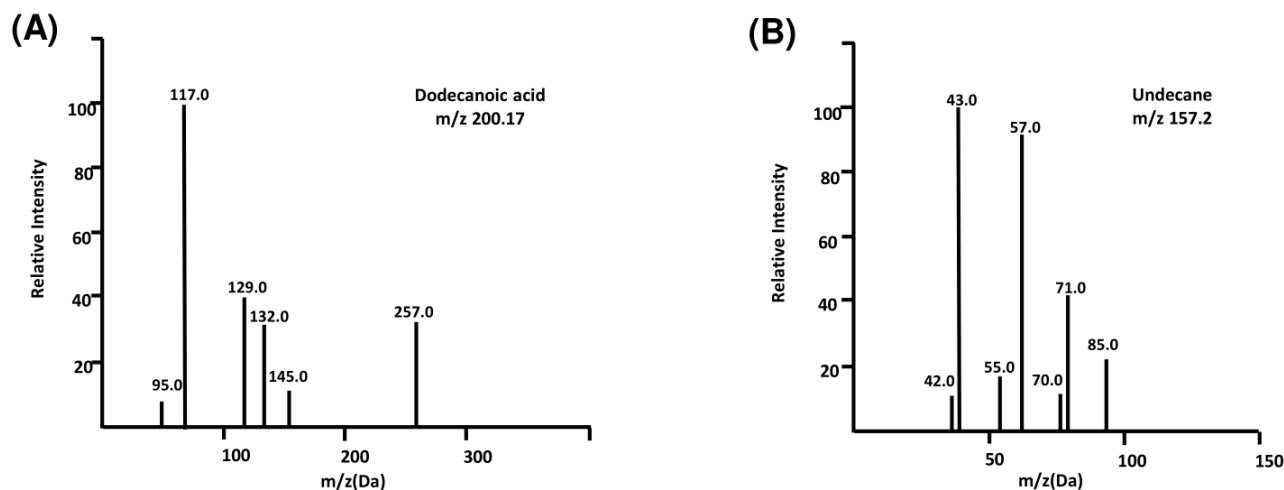 (A)
Dodecanoic acid
m/z 200.17
Relative Intensity
100
80
60
40
20
117.0
95.0
129.0
132.0
145.0
257.0
100
200
300
m/z(Da)
(B)
Undecane
m/z 157.2
Relative Intensity
100
80
60
40
20
43.0
57.0
42.0
55.0
70.0
71.0
85.0
50
100
150
m/z(Da)